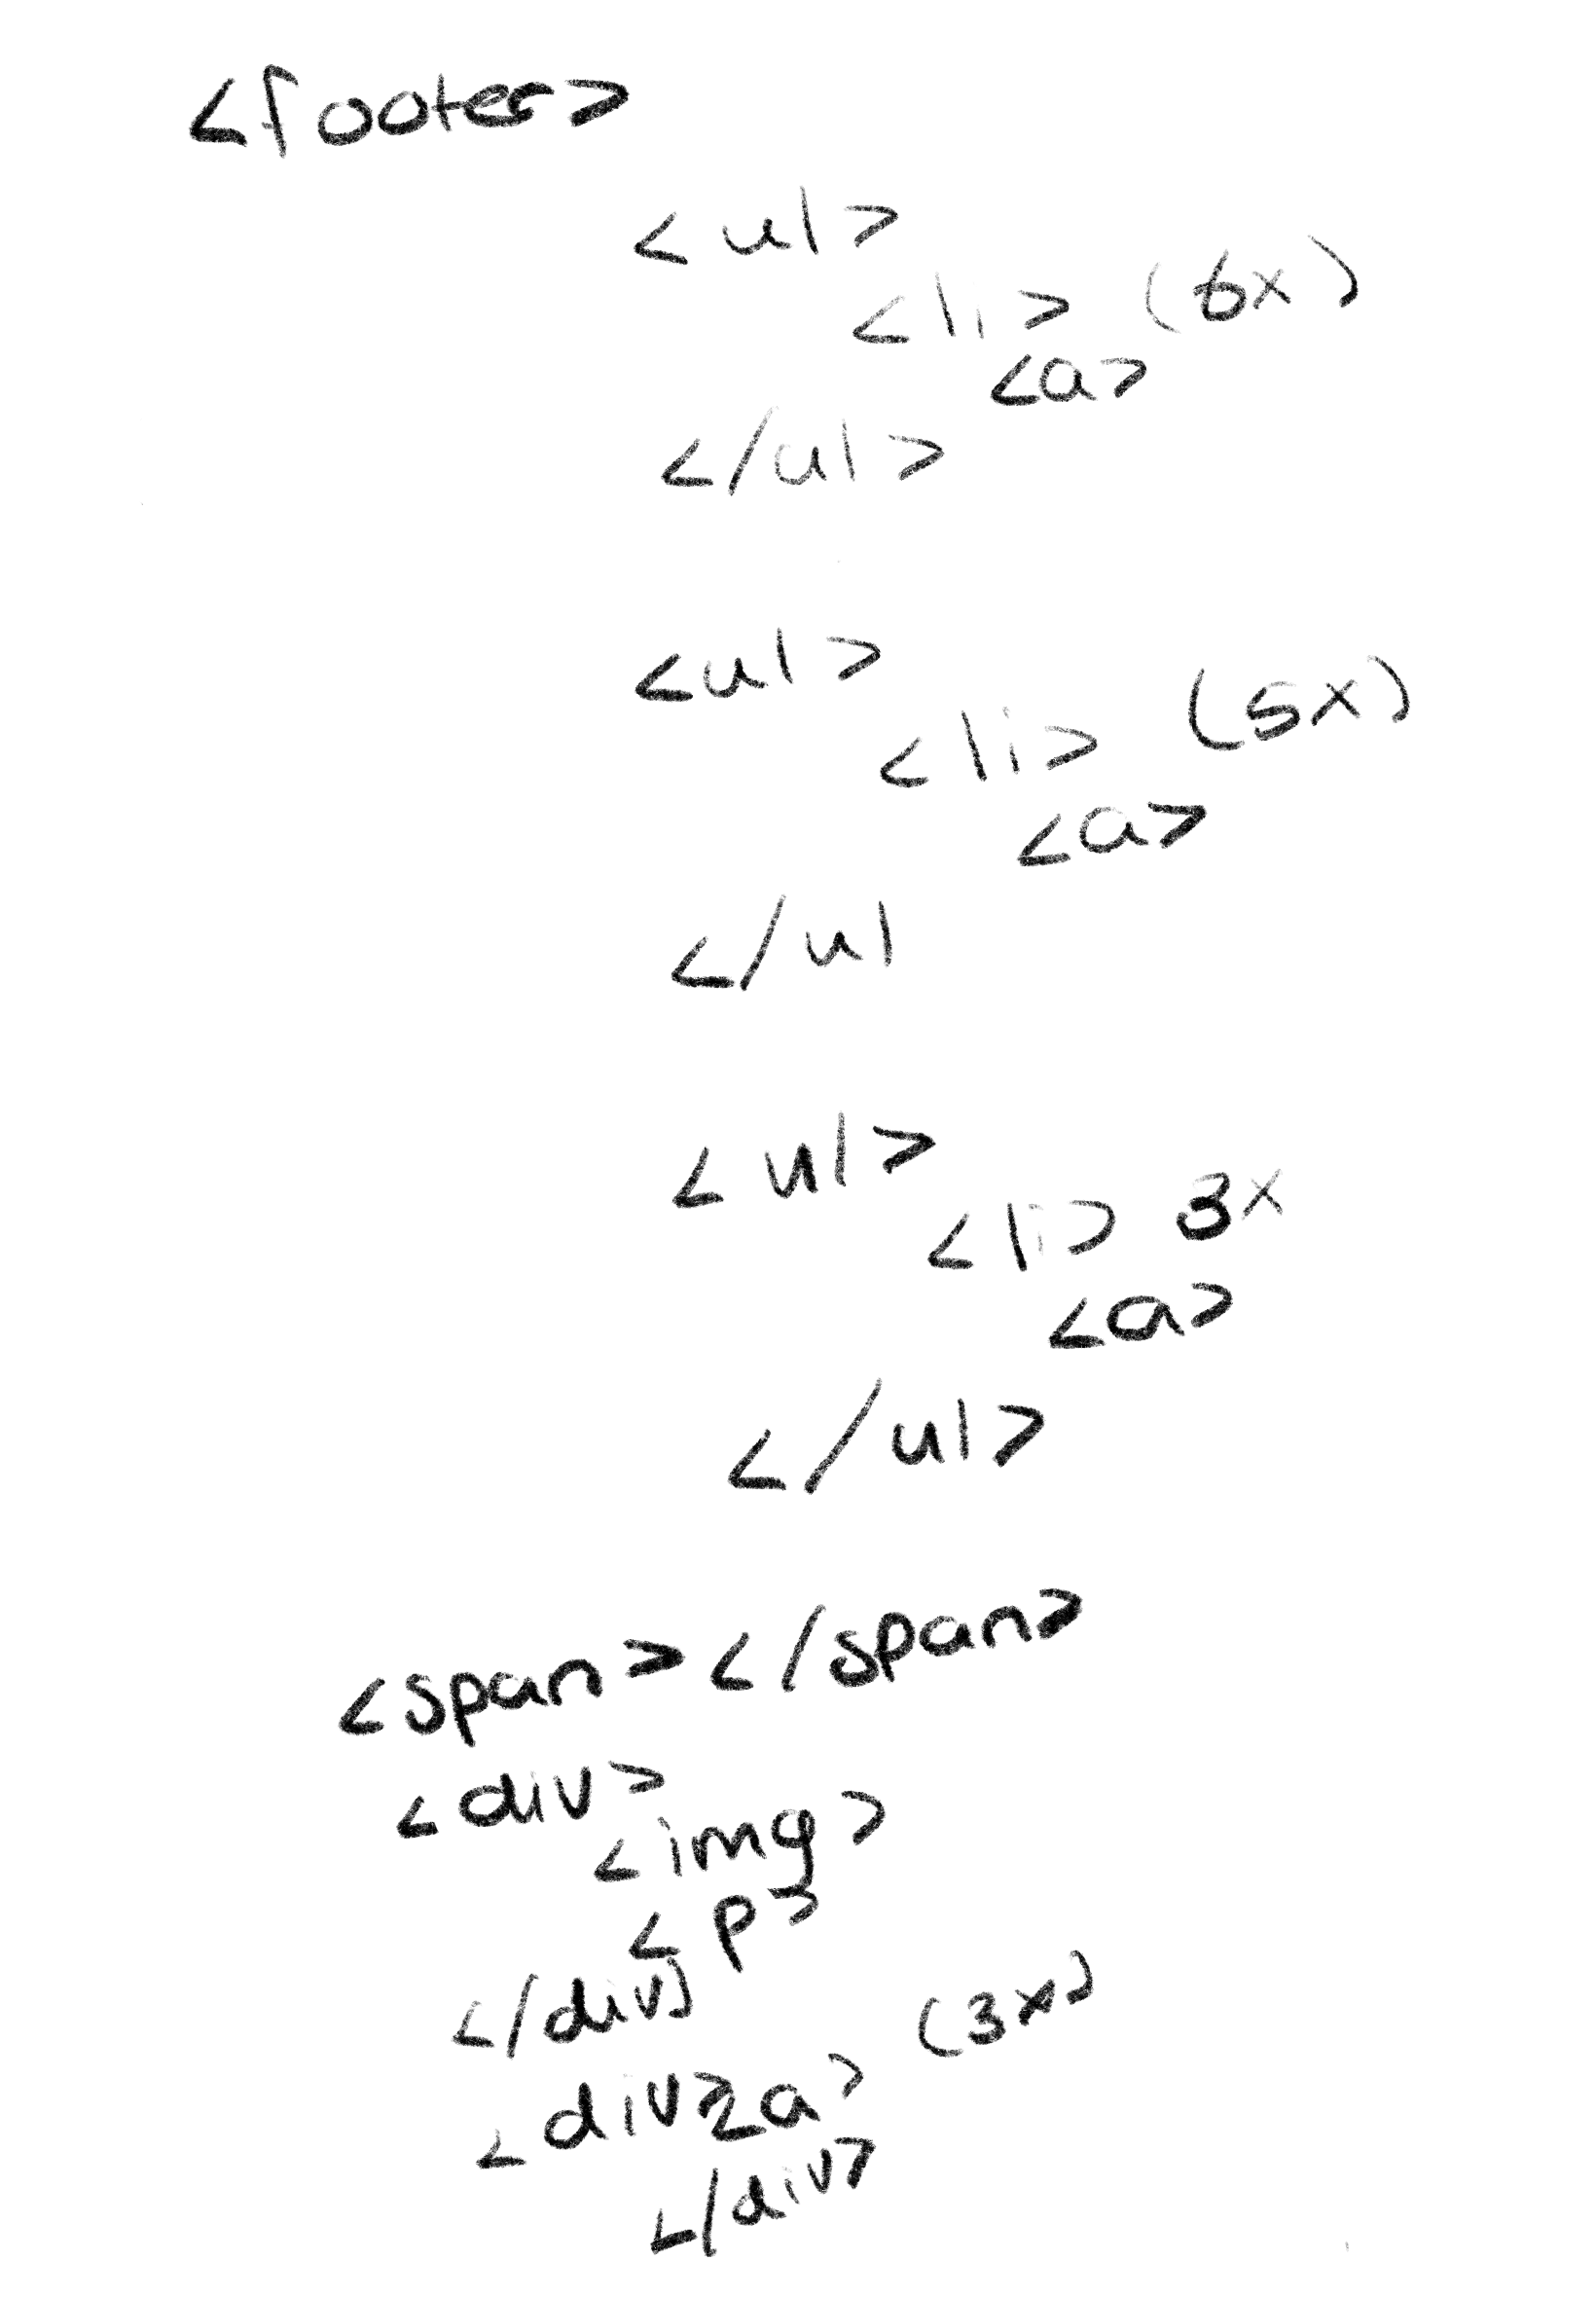 <footer>
<ul>
<li> (6x)
<a>
</ul>
<ul>
<li> (5x)
<a>
</ul
<ul>
<li> 3x
<a>
</ul>
<span></span>
<div>
<img>
<p>
</div>
<div><a> (3x)
</div>